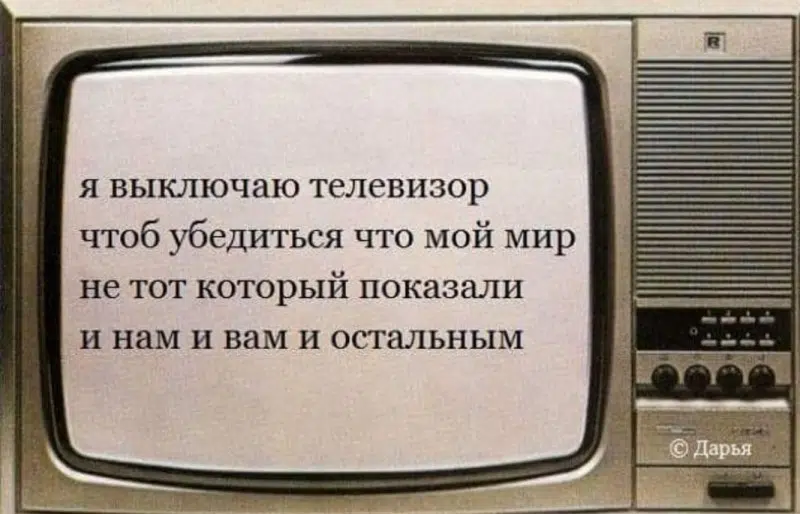 я выключаю телевизор
чтоб убедиться что мой мир
не тот который показали
и нам и вам и остальным
R
© Дарья